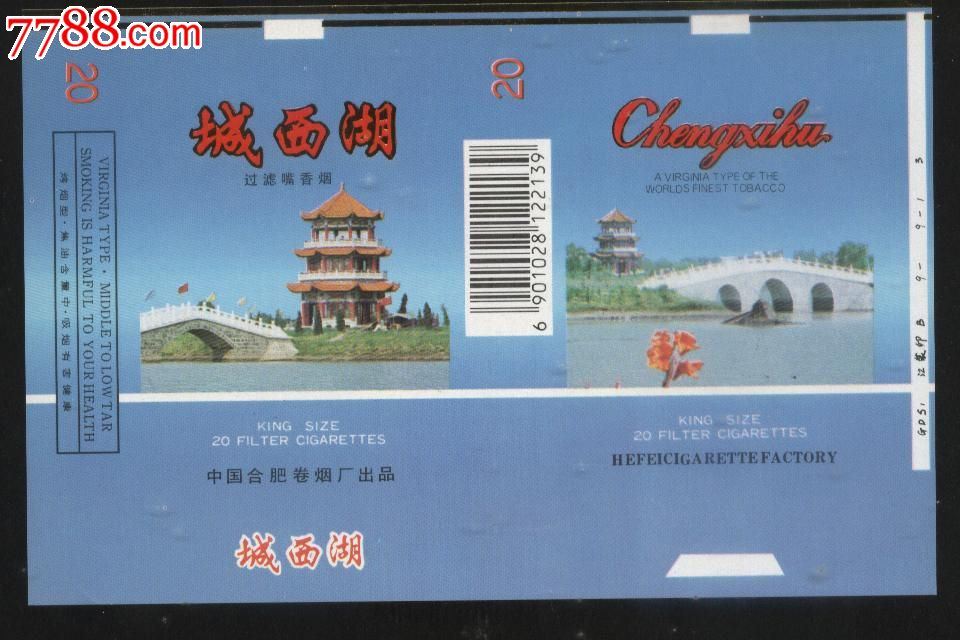 7788.com
20
VIRGINIA TYPE · MIDDLE TO LOW TAR
SMOKING IS HARMFUL TO YOUR HEALTH
烤烟型·焦油含量中·吸烟有害健康
城西湖
过滤嘴香烟
KING SIZE
20 FILTER CIGARETTES
中国合肥卷烟厂出品
城西湖
20
6901028122139
Chengxihu
A VIRGINIA TYPE OF THE
WORLDS FINEST TOBACCO
KING SIZE
20 FILTER CIGARETTES
HEFEICIGARETTEFACTORY